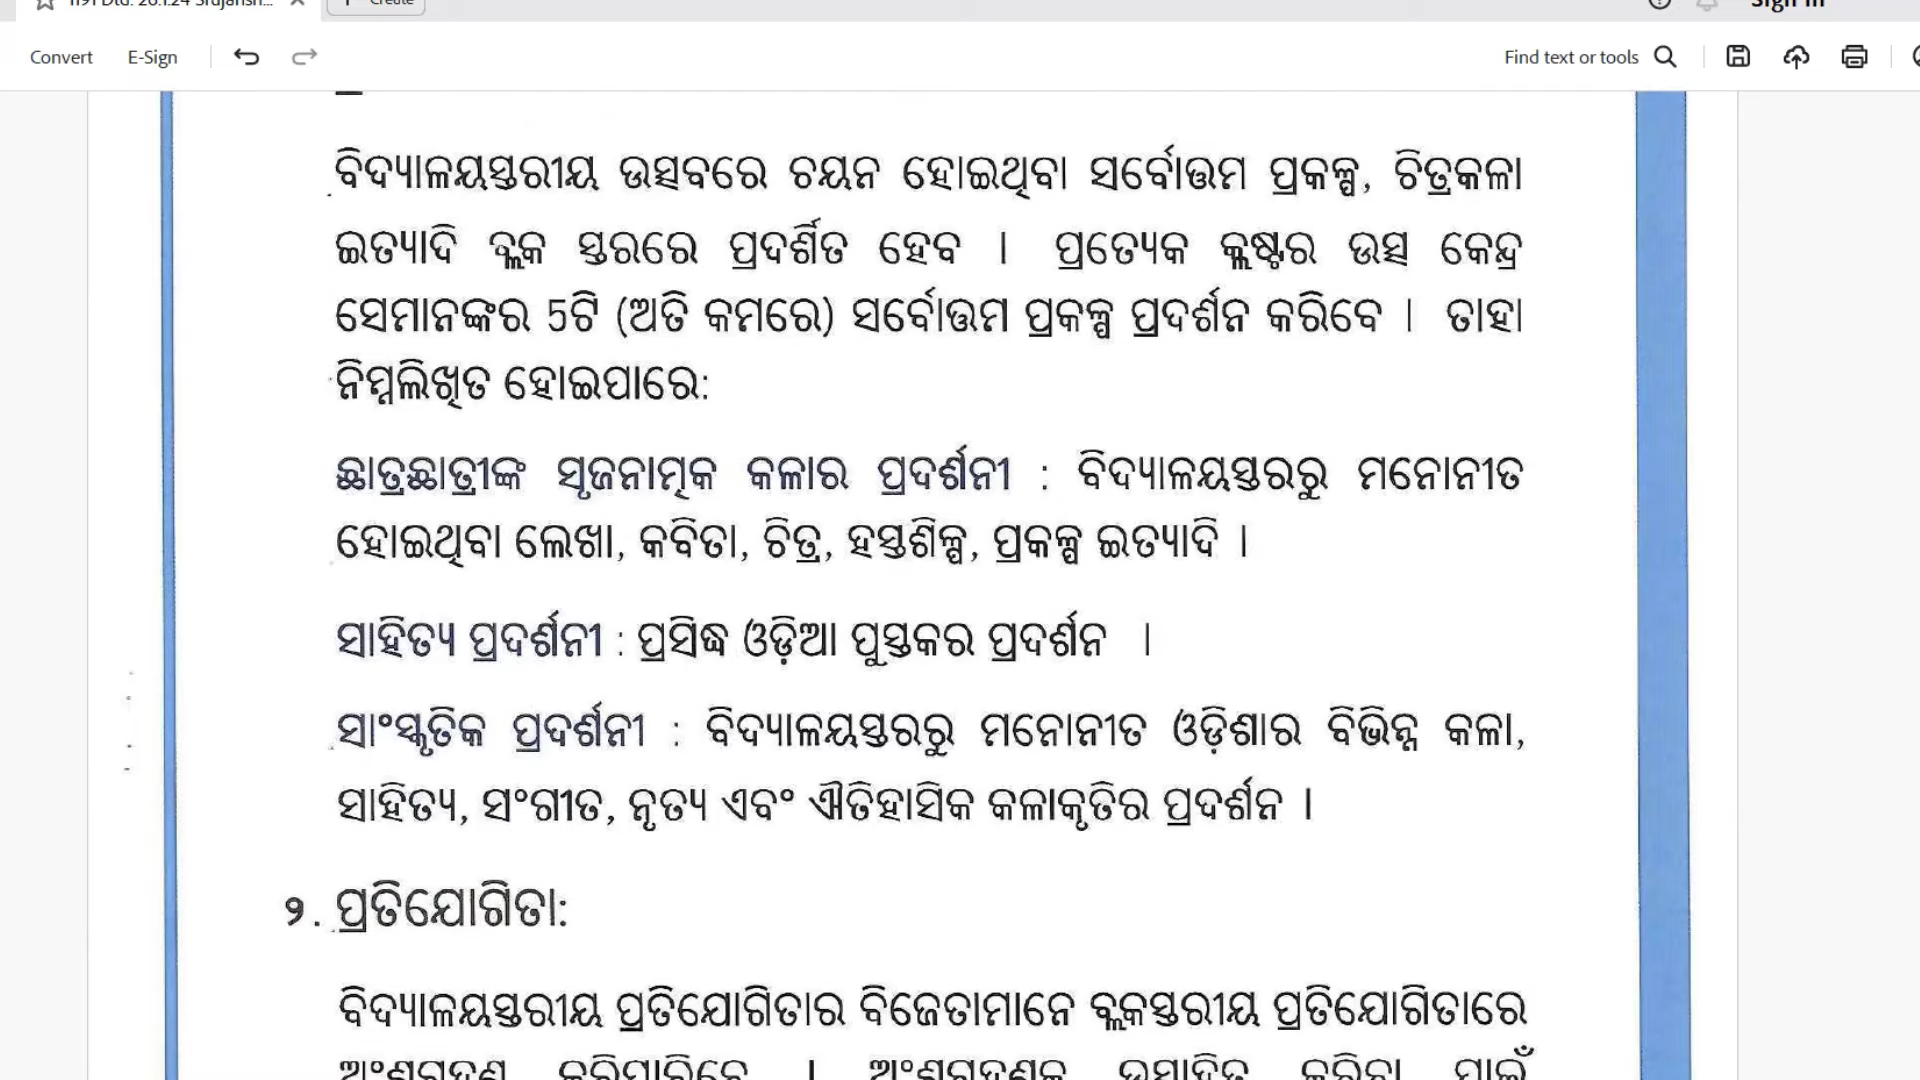 Create
Sign in
Convert E-Sign Find text or tools
ବିଦ୍ୟାଳୟସ୍ତରୀୟ ଉତ୍ସବରେ ଚୟନ ହୋଇଥିବା ସର୍ବୋତ୍ତମ ପ୍ରକଳ୍ପ, ଚିତ୍ରକଳା
ଇତ୍ୟାଦି ବ୍ଲକ ସ୍ତରରେ ପ୍ରଦର୍ଶିତ ହେବ । ପ୍ରତ୍ୟେକ କ୍ଲଷ୍ଟର ଉତ୍ସ କେନ୍ଦ୍ର
ସେମାନଙ୍କର 5ଟି (ଅତି କମରେ) ସର୍ବୋତ୍ତମ ପ୍ରକଳ୍ପ ପ୍ରଦର୍ଶନ କରିବେ । ତାହା
ନିମ୍ନଲିଖିତ ହୋଇପାରେ:
ଛାତ୍ରଛାତ୍ରୀଙ୍କ ସୃଜନାତ୍ମକ କଳାର ପ୍ରଦର୍ଶନୀ : ବିଦ୍ୟାଳୟସ୍ତରରୁ ମନୋନୀତ
ହୋଇଥିବା ଲେଖା, କବିତା, ଚିତ୍ର, ହସ୍ତଶିଳ୍ପ, ପ୍ରକଳ୍ପ ଇତ୍ୟାଦି ।
ସାହିତ୍ୟ ପ୍ରଦର୍ଶନୀ : ପ୍ରସିଦ୍ଧ ଓଡ଼ିଆ ପୁସ୍ତକର ପ୍ରଦର୍ଶନ ।
ସାଂସ୍କୃତିକ ପ୍ରଦର୍ଶନୀ : ବିଦ୍ୟାଳୟସ୍ତରରୁ ମନୋନୀତ ଓଡ଼ିଶାର ବିଭିନ୍ନ କଳା,
ସାହିତ୍ୟ, ସଂଗୀତ, ନୃତ୍ୟ ଏବଂ ଐତିହାସିକ କଳାକୃତିର ପ୍ରଦର୍ଶନ ।
୨. ପ୍ରତିଯୋଗିତା:
ବିଦ୍ୟାଳୟସ୍ତରୀୟ ପ୍ରତିଯୋଗିତାର ବିଜେତାମାନେ ବ୍ଲକସ୍ତରୀୟ ପ୍ରତିଯୋଗିତାରେ